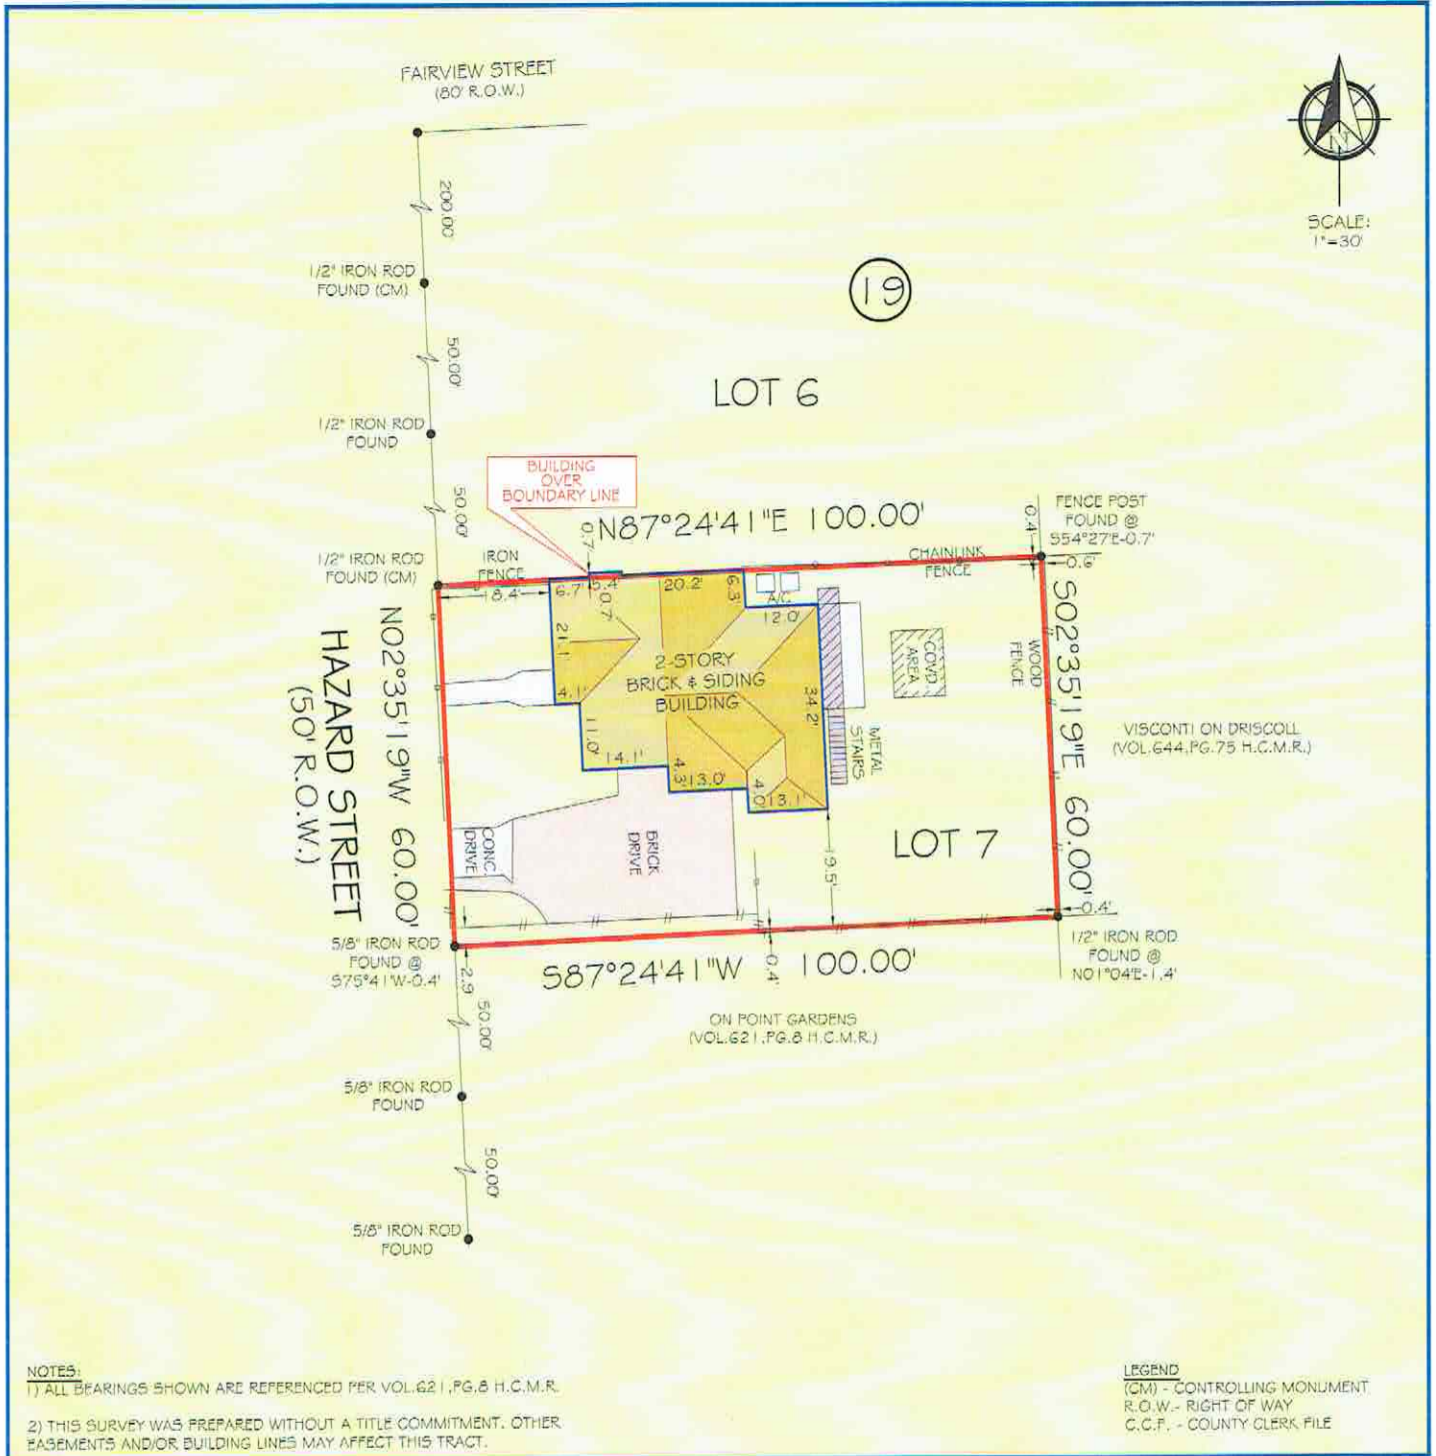 FAIRVIEW STREET
(80' R.O.W.)
N
SCALE:
1"=30'
200.00'
1/2" IRON ROD
FOUND (CM)
19
50.00'
LOT 6
1/2" IRON ROD
FOUND
BUILDING
OVER
BOUNDARY LINE
50.00'
N87°24'41"E 100.00'
0.7'
0.4'
FENCE POST
FOUND @
S54°27'E-0.7'
1/2" IRON ROD
FOUND (CM)
IRON
FENCE
CHAINLINK
FENCE
0.6'
18.4'
6.7'
5.4'
0.7'
20.2'
6.3'
A/C
12.0'
N02°35'19"W 60.00'
HAZARD STREET
(50' R.O.W.)
21.1'
4.1'
2-STORY
BRICK & SIDING
BUILDING
34.2'
COVD.
AREA
WOOD
FENCE
S02°35'19"E 60.00'
VISCONTI ON DRISCOLL
(VOL.644,PG.75 H.C.M.R.)
11.0'
14.1'
4.3'
13.0'
4.0'
13.1'
METAL
STAIRS
CONC.
DRIVE
BRICK
DRIVE
19.5'
LOT 7
0.4'
5/8" IRON ROD
FOUND @
S75°41'W-0.4'
2.9
S87°24'41"W 100.00'
0.4'
1/2" IRON ROD
FOUND @
N01°04'E-1.4'
50.00'
ON POINT GARDENS
(VOL.621,PG.8 H.C.M.R.)
5/8" IRON ROD
FOUND
50.00'
5/8" IRON ROD
FOUND
NOTES:
1) ALL BEARINGS SHOWN ARE REFERENCED PER VOL.621,PG.8 H.C.M.R.
2) THIS SURVEY WAS PREPARED WITHOUT A TITLE COMMITMENT. OTHER
EASEMENTS AND/OR BUILDING LINES MAY AFFECT THIS TRACT.
LEGEND
(CM) - CONTROLLING MONUMENT
R.O.W.- RIGHT OF WAY
C.C.F. - COUNTY CLERK FILE